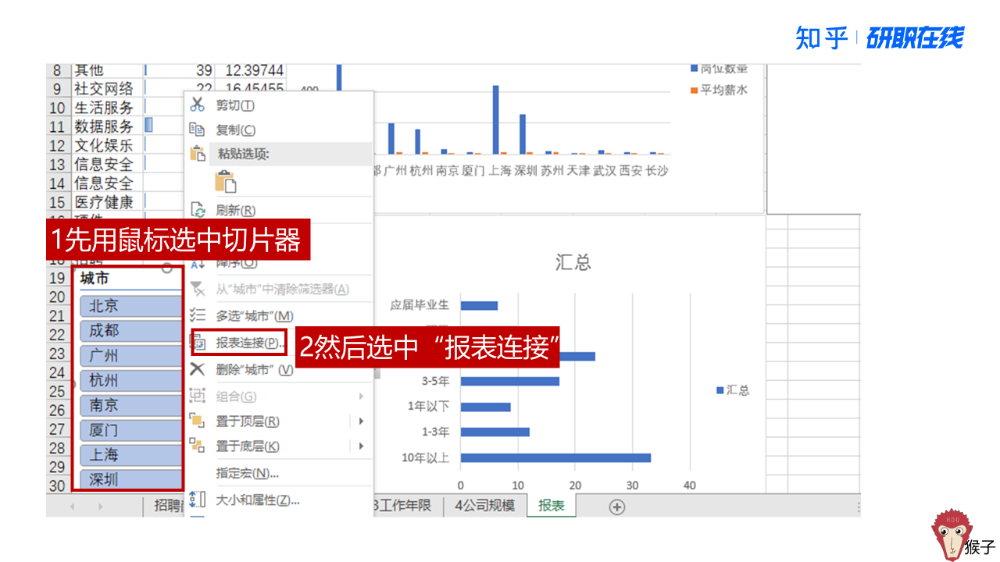 知乎 研职在线
8 其他 39 12.39744
9 社交网络 22 16.45455
10 生活服务
11 数据服务
12 文化娱乐
13 信息安全
14 信息安全
15 医疗健康
400
岗位数量
平均薪水
广州 杭州 南京 厦门 上海 深圳 苏州 天津 武汉 西安 长沙
剪切(T)
复制(C)
粘贴选项:
刷新(R)
1先用鼠标选中切片器
降序(O)
从"城市"中清除筛选器(A)
多选"城市"(M)
报表连接(P)...
2然后选中“报表连接”
删除"城市" (V)
组合(G)
置于顶层(R)
置于底层(K)
指定宏(N)...
大小和属性(Z)...
19
20
21
22
23
24
25
26
27
28
29
30
城市
北京
成都
广州
杭州
南京
厦门
上海
深圳
汇总
应届毕业生
3-5年
1年以下
1-3年
10年以上
0 10 20 30 40
汇总
招聘
3工作年限 4公司规模 报表
HOU
猴子